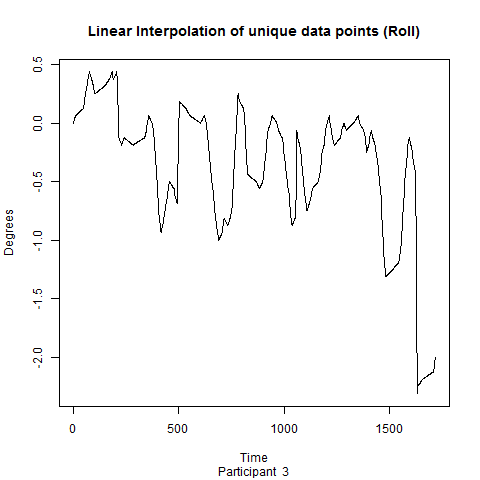 Linear Interpolation of unique data points (Roll)
0.5
0.0
-0.5
-1.0
-1.5
-2.0
Degrees
0 500 1000 1500
Time
Participant 3